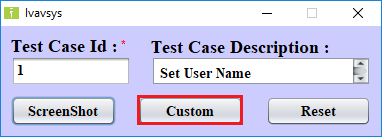 Ivavsys
Test Case Id : *
Test Case Description :
1
Set User Name
ScreenShot
Custom
Reset